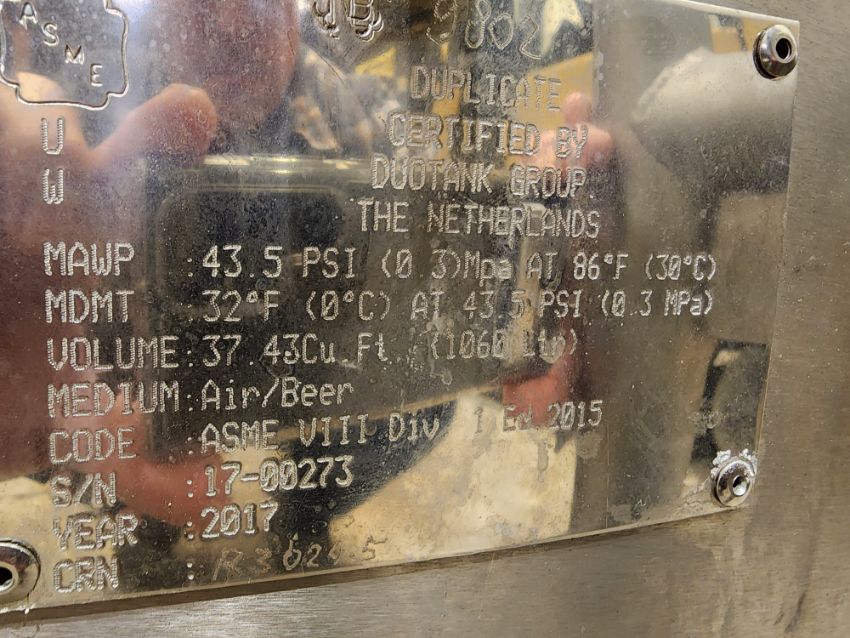 ASME
9802
DUPLICATE
U CERTIFIED BY
W DUOTANK GROUP
THE NETHERLANDS
MAWP :43.5 PSI (0.3)Mpa AT 86°F (30°C)
MDMT :32°F (0°C) AT 43.5 PSI (0.3 MPa)
VOLUME:37.43Cu.Ft. (1060 ltr)
MEDIUM:Air/Beer
CODE :ASME VIII Div 1 Ed 2015
S/N :17-00273
YEAR :2017
CRN :